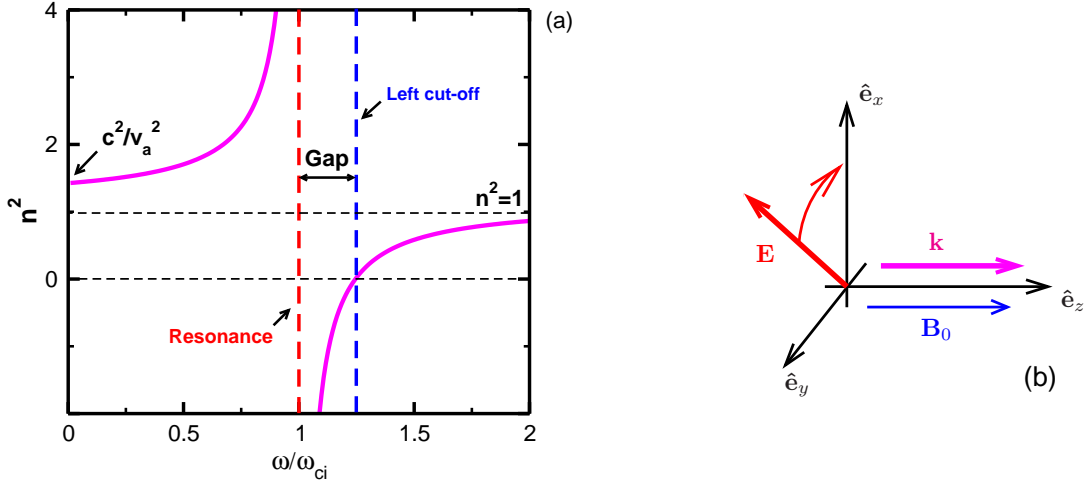 (a)
4
2
0
n²
c²/vₐ²
Left cut-off
Gap
n²=1
Resonance
0
0.5
1
1.5
2
ω/ω_ci
ê_x
E
k
ê_z
B₀
ê_y
(b)